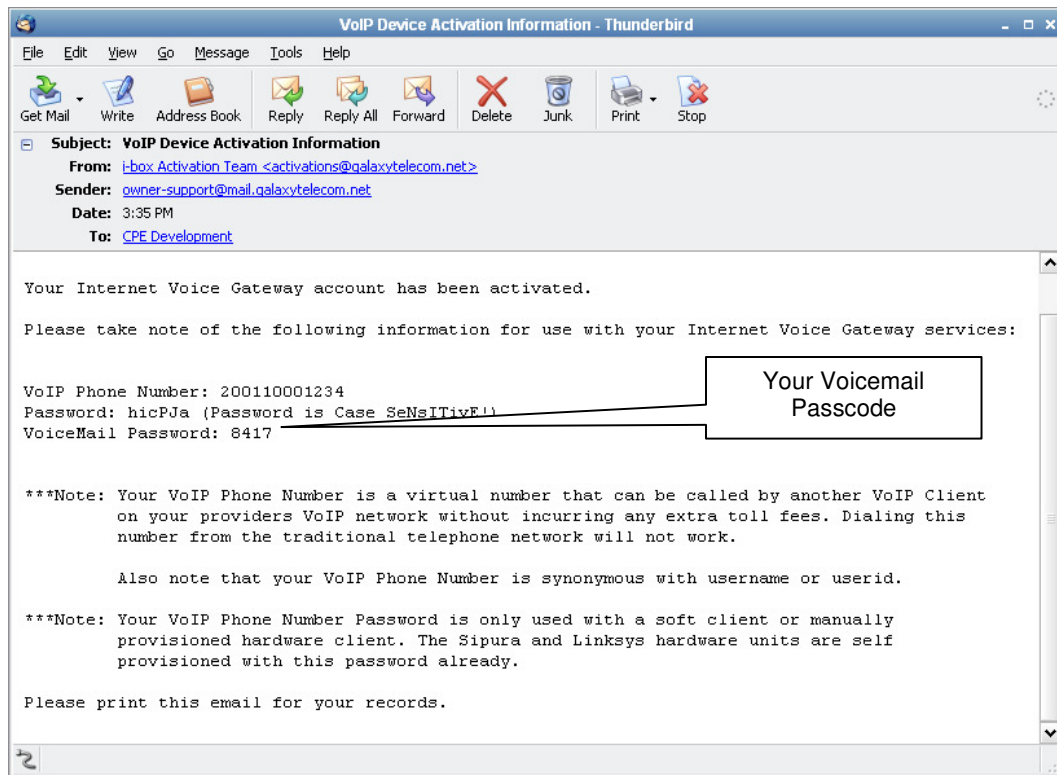 VoIP Device Activation Information - Thunderbird
File Edit View Go Message Tools Help
Get Mail Write Address Book Reply Reply All Forward Delete Junk Print Stop
Subject: VoIP Device Activation Information
From: i-box Activation Team <activations@galaxytelecom.net>
Sender: owner-support@mail.galaxytelecom.net
Date: 3:35 PM
To: CPE Development
Your Internet Voice Gateway account has been activated.
Please take note of the following information for use with your Internet Voice Gateway services:
VoIP Phone Number: 200110001234
Password: hicPJa (Password is Case SeNsITivE!)
VoiceMail Password: 8417
Your Voicemail
Passcode
***Note: Your VoIP Phone Number is a virtual number that can be called by another VoIP Client
on your providers VoIP network without incurring any extra toll fees. Dialing this
number from the traditional telephone network will not work.
Also note that your VoIP Phone Number is synonymous with username or userid.
***Note: Your VoIP Phone Number Password is only used with a soft client or manually
provisioned hardware client. The Sipura and Linksys hardware units are self
provisioned with this password already.
Please print this email for your records.